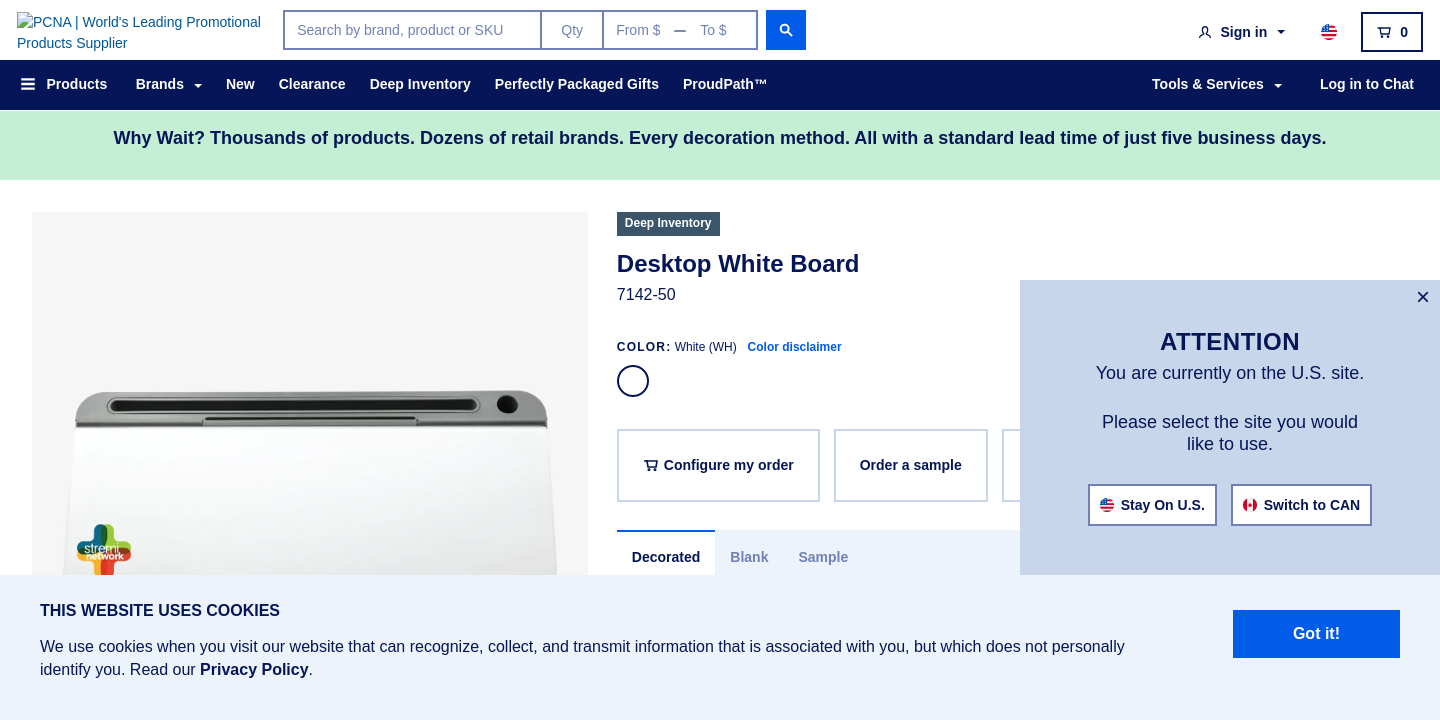 PCNA | World's Leading Promotional
Products Supplier
Search by brand, product or SKU
Qty
From $ — To $
Sign in
0
Products
Brands
New
Clearance
Deep Inventory
Perfectly Packaged Gifts
ProudPath™
Tools & Services
Log in to Chat
Why Wait? Thousands of products. Dozens of retail brands. Every decoration method. All with a standard lead time of just five business days.
Deep Inventory
Desktop White Board
7142-50
COLOR: White (WH) Color disclaimer
Configure my order
Order a sample
Decorated
Blank
Sample
network
×
ATTENTION
You are currently on the U.S. site.
Please select the site you would
like to use.
Stay On U.S.
Switch to CAN
THIS WEBSITE USES COOKIES
We use cookies when you visit our website that can recognize, collect, and transmit information that is associated with you, but which does not personally
identify you. Read our Privacy Policy.
Got it!